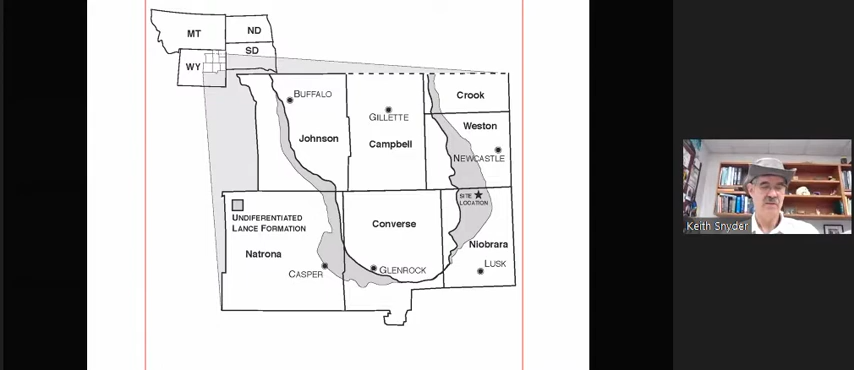 MT
ND
SD
WY
BUFFALO
Johnson
GILLETTE
Campbell
Crook
Weston
NEWCASTLE
SITE
LOCATION
UNDIFFERENTIATED
LANCE FORMATION
Natrona
CASPER
Converse
GLENROCK
Niobrara
LUSK
Keith Snyder